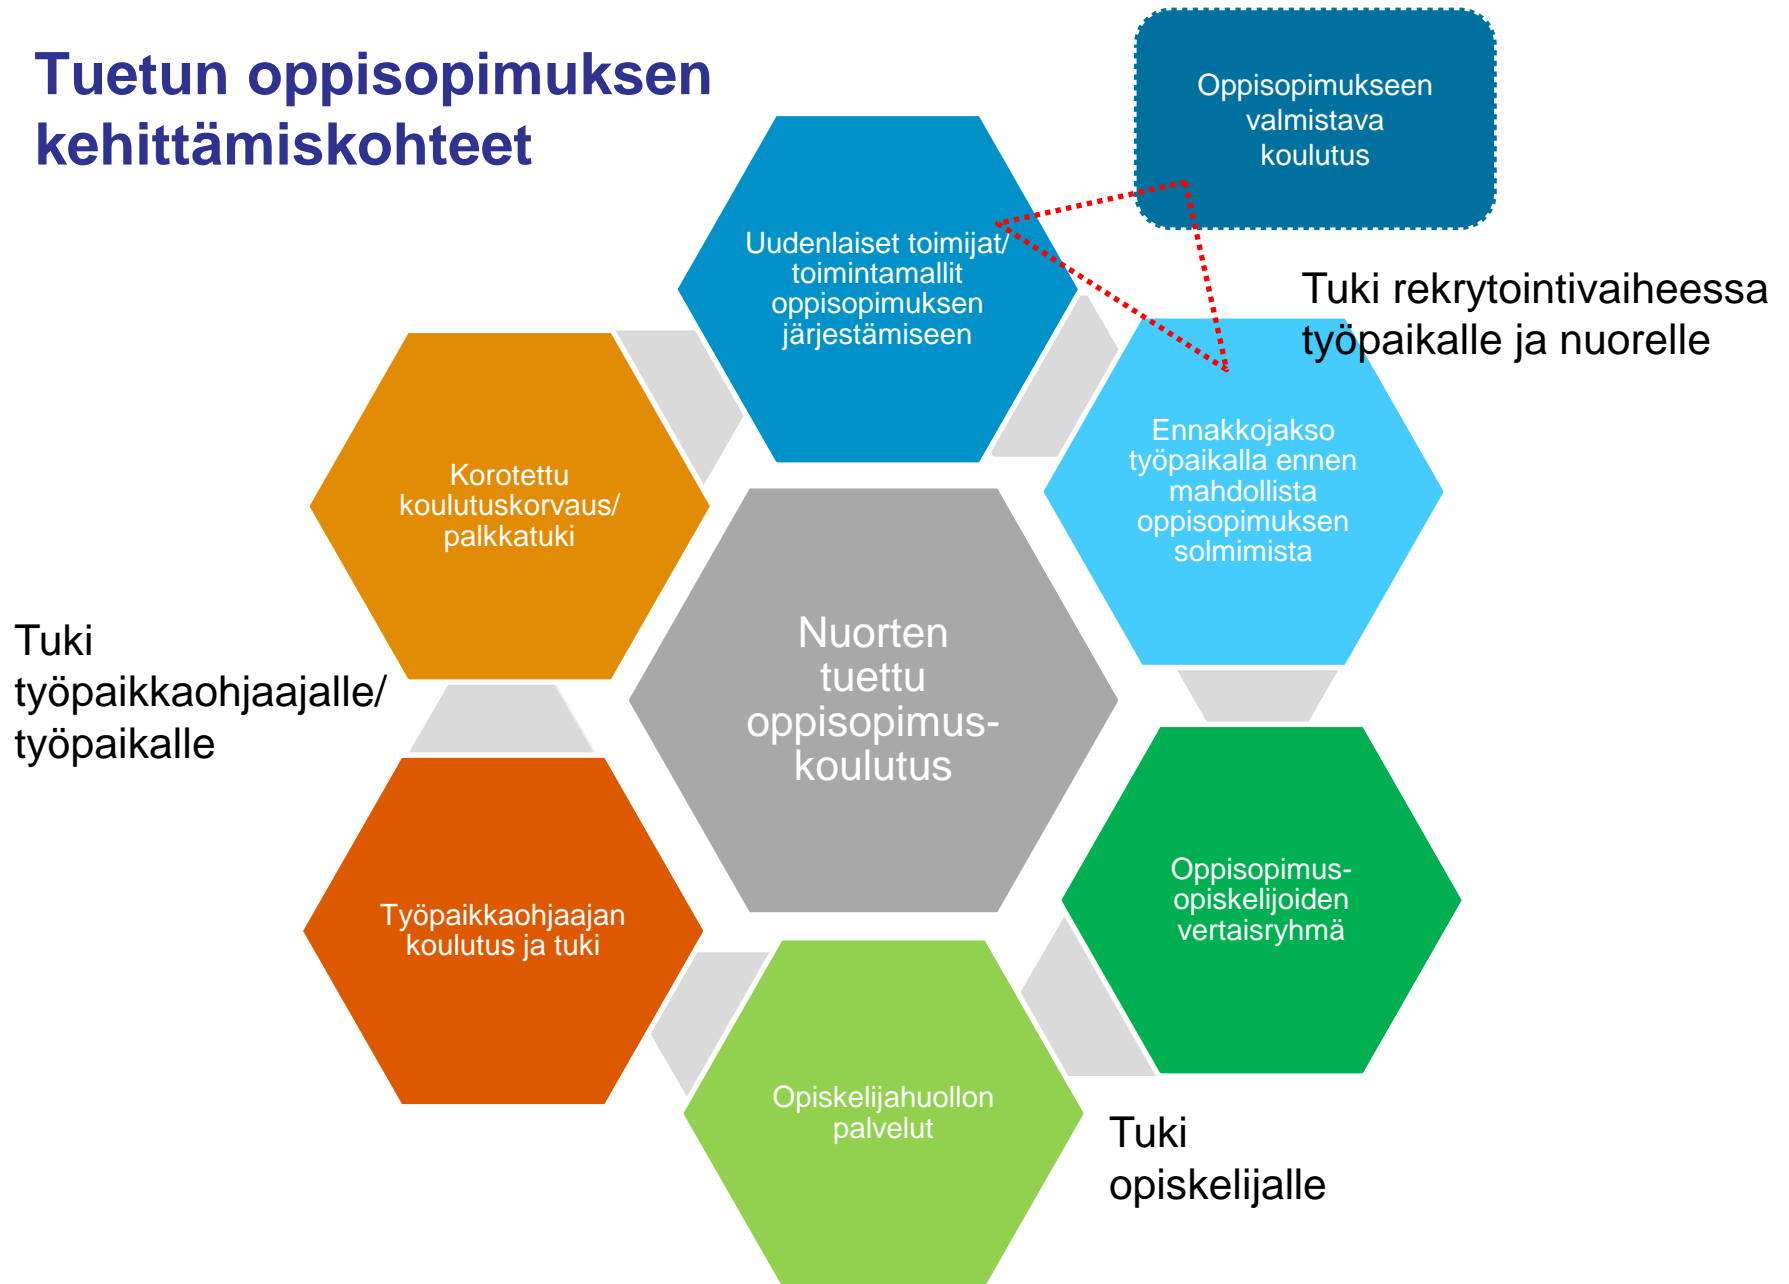 Tuetun oppisopimuksen
kehittämiskohteet
Oppisopimukseen
valmistava
koulutus
Uudenlaiset toimijat/
toimintamallit
oppisopimuksen
järjestämiseen
Tuki rekrytointivaiheessa
työpaikalle ja nuorelle
Ennakkojakso
työpaikalla ennen
mahdollista
oppisopimuksen
solmimista
Korotettu
koulutuskorvaus/
palkkatuki
Nuorten
tuettu
oppisopimus-
koulutus
Tuki
työpaikkaohjaajalle/
työpaikalle
Oppisopimus-
opiskelijoiden
vertaisryhmä
Työpaikkaohjaajan
koulutus ja tuki
Opiskelijahuollon
palvelut
Tuki
opiskelijalle